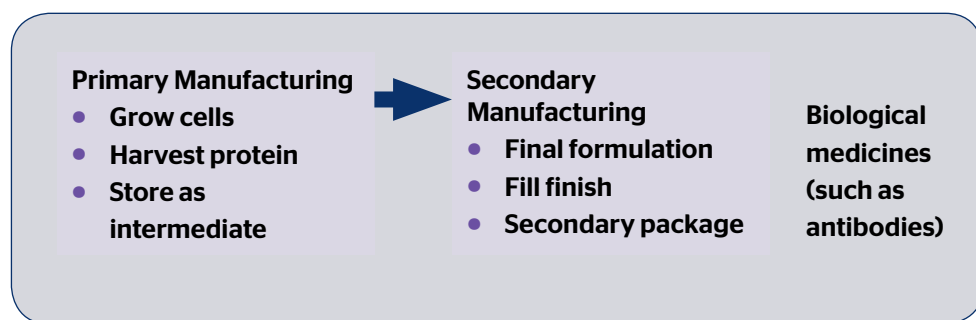 Primary Manufacturing
• Grow cells
• Harvest protein
• Store as
intermediate
Secondary
Manufacturing
• Final formulation
• Fill finish
• Secondary package
Biological
medicines
(such as
antibodies)